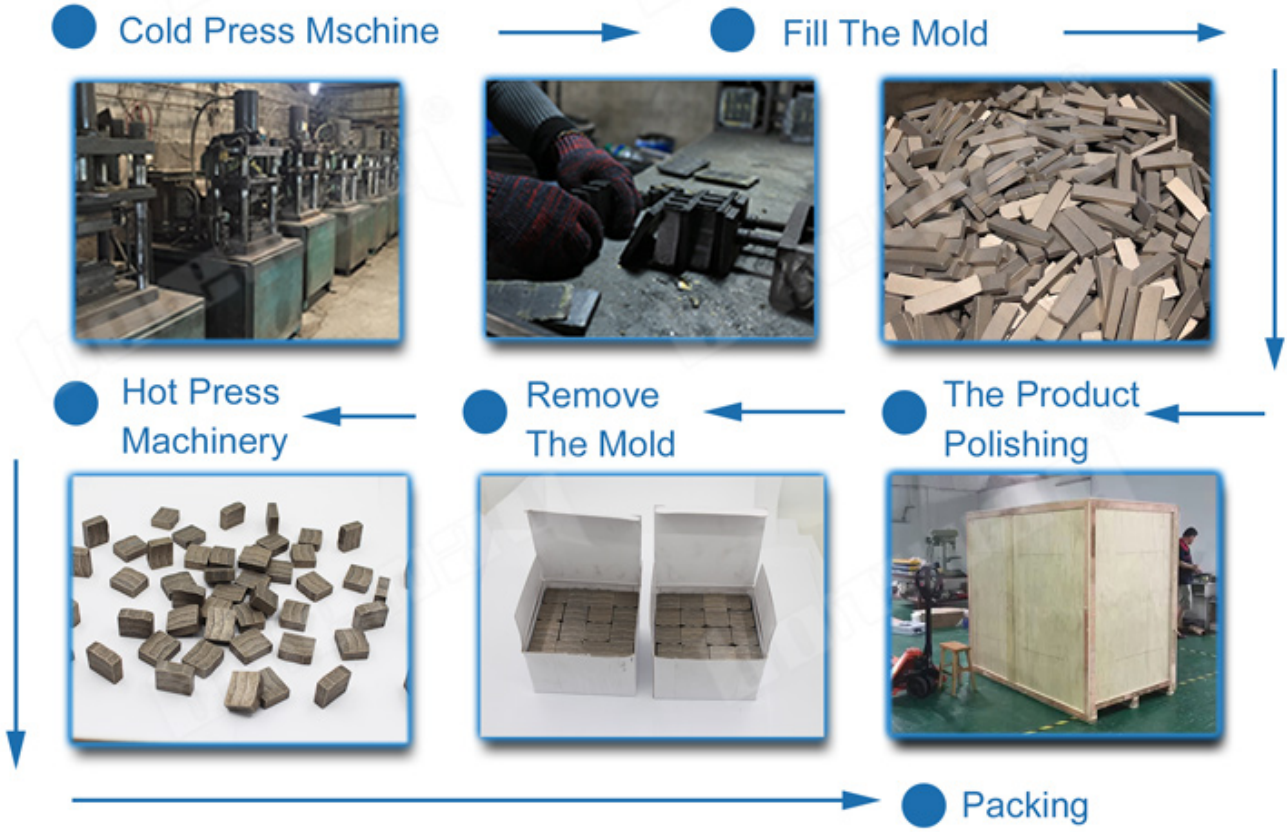 Cold Press Mschine
Fill The Mold
Hot Press
Machinery
Remove
The Mold
The Product
Polishing
Packing